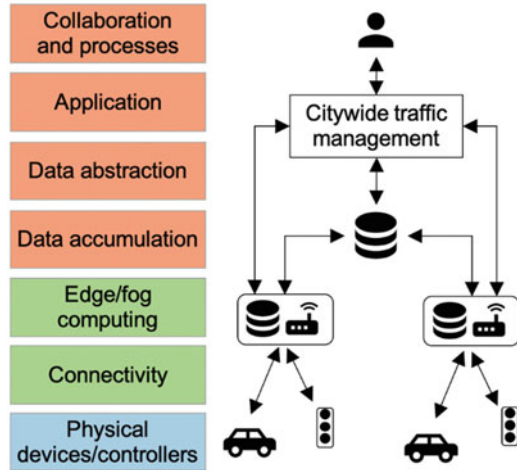 Collaboration
and processes
Application
Data abstraction
Data accumulation
Edge/fog
computing
Connectivity
Physical
devices/controllers
Citywide traffic
management